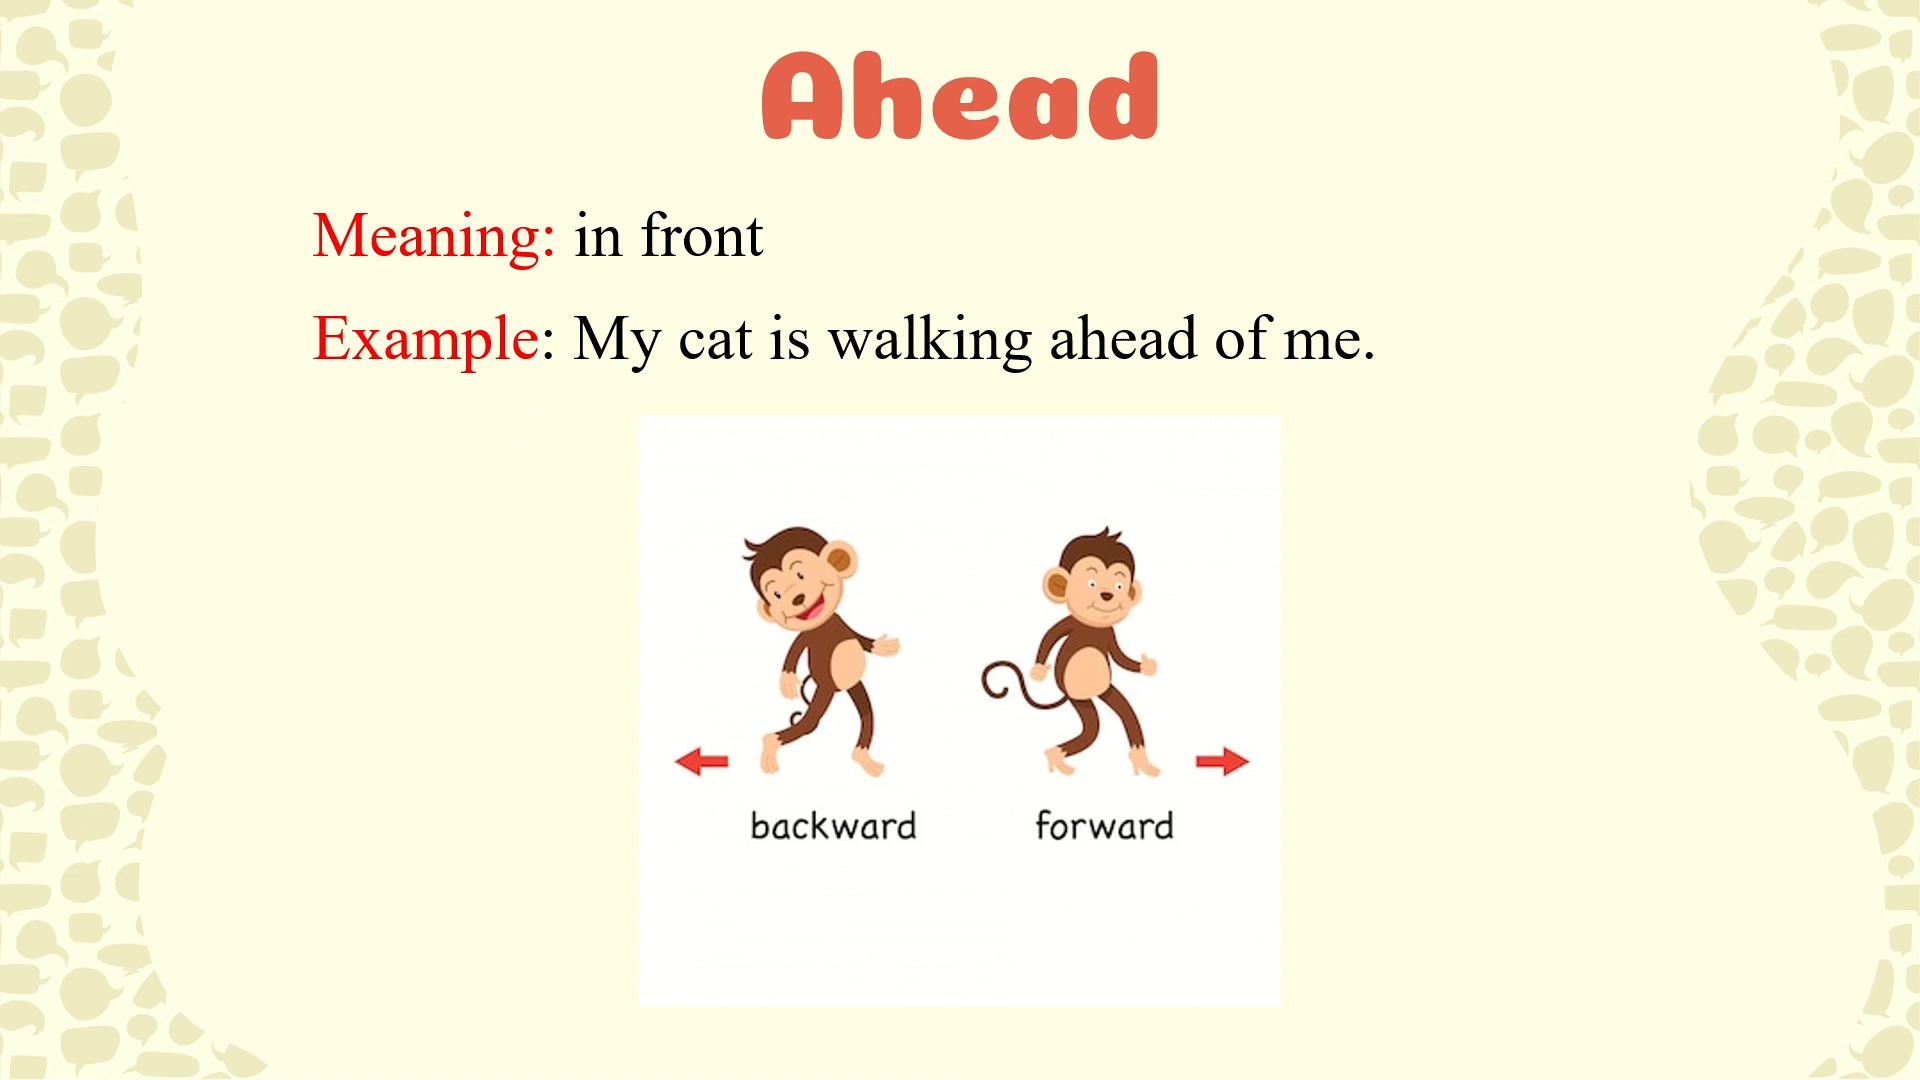 Ahead
Meaning: in front
Example: My cat is walking ahead of me.
backward forward